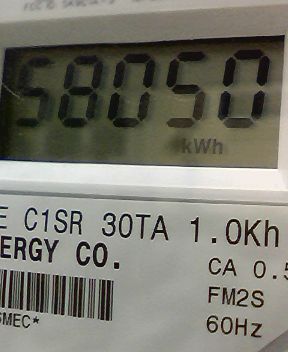 58050
kWh
E C1SR 30TA 1.0Kh
ERGY CO.
CA 0.5
FM2S
SMEC*
60Hz